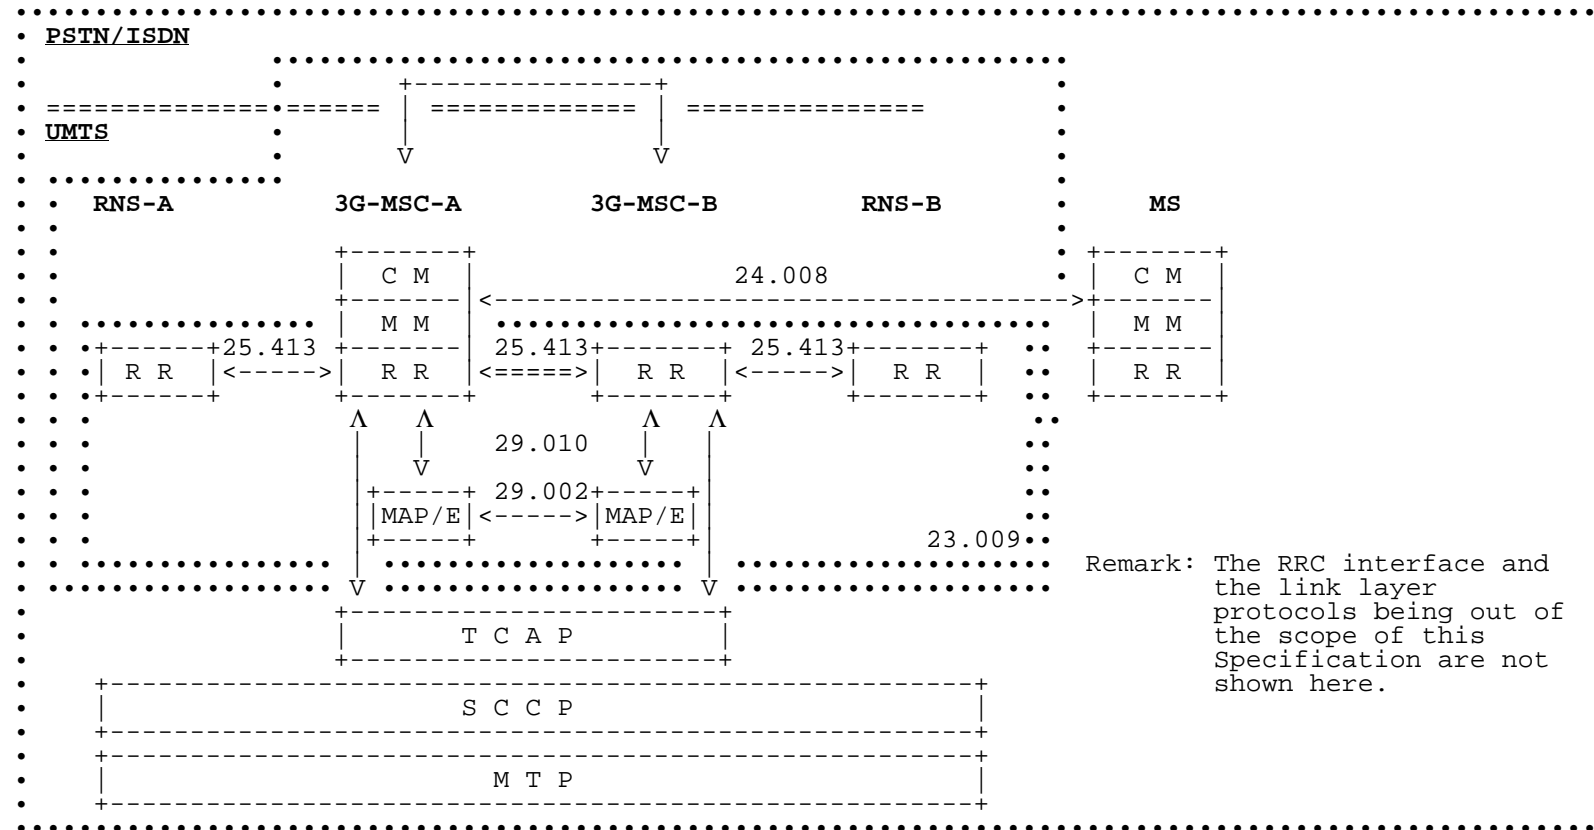 PSTN/ISDN
UMTS
RNS-A 3G-MSC-A 3G-MSC-B RNS-B MS
C M 24.008 C M
M M M M
25.413 25.413 25.413
R R R R R R R R R R
29.010
29.002
MAP/E MAP/E
23.009
Remark: The RRC interface and
the link layer
protocols being out of
the scope of this
Specification are not
shown here.
T C A P
S C C P
M T P